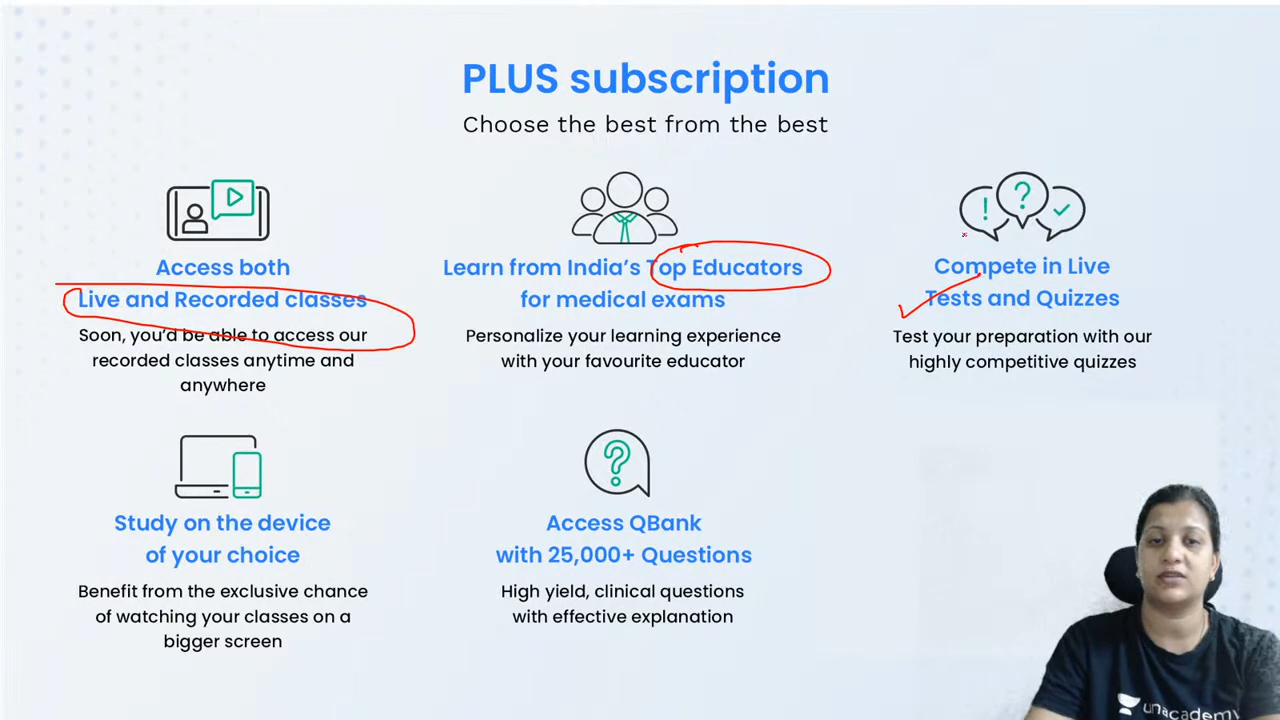 PLUS subscription
Choose the best from the best
Access both
Live and Recorded classes
Soon, you'd be able to access our
recorded classes anytime and
anywhere
Learn from India's Top Educators
for medical exams
Personalize your learning experience
with your favourite educator
Compete in Live
Tests and Quizzes
Test your preparation with our
highly competitive quizzes
Study on the device
of your choice
Benefit from the exclusive chance
of watching your classes on a
bigger screen
Access QBank
with 25,000+ Questions
High yield, clinical questions
with effective explanation
unacademy